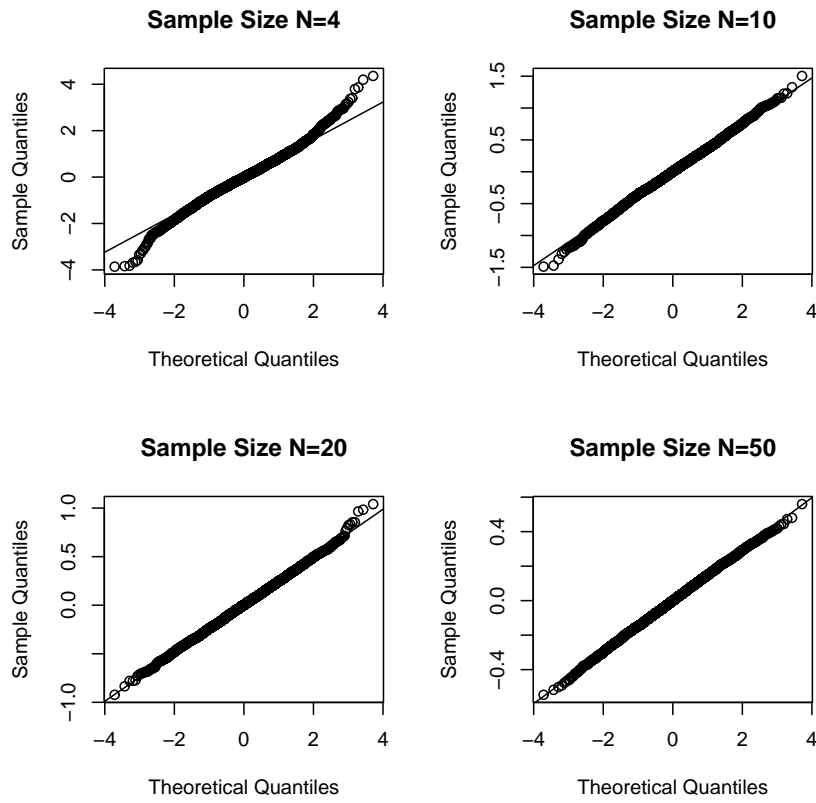 Sample Size N=4
Sample Quantiles
4
2
0
−2
−4
−4 −2 0 2 4
Theoretical Quantiles
Sample Size N=10
Sample Quantiles
1.5
0.5
−0.5
−1.5
−4 −2 0 2 4
Theoretical Quantiles
Sample Size N=20
Sample Quantiles
1.0
0.5
0.0
−1.0
−4 −2 0 2 4
Theoretical Quantiles
Sample Size N=50
Sample Quantiles
0.4
0.0
−0.4
−4 −2 0 2 4
Theoretical Quantiles